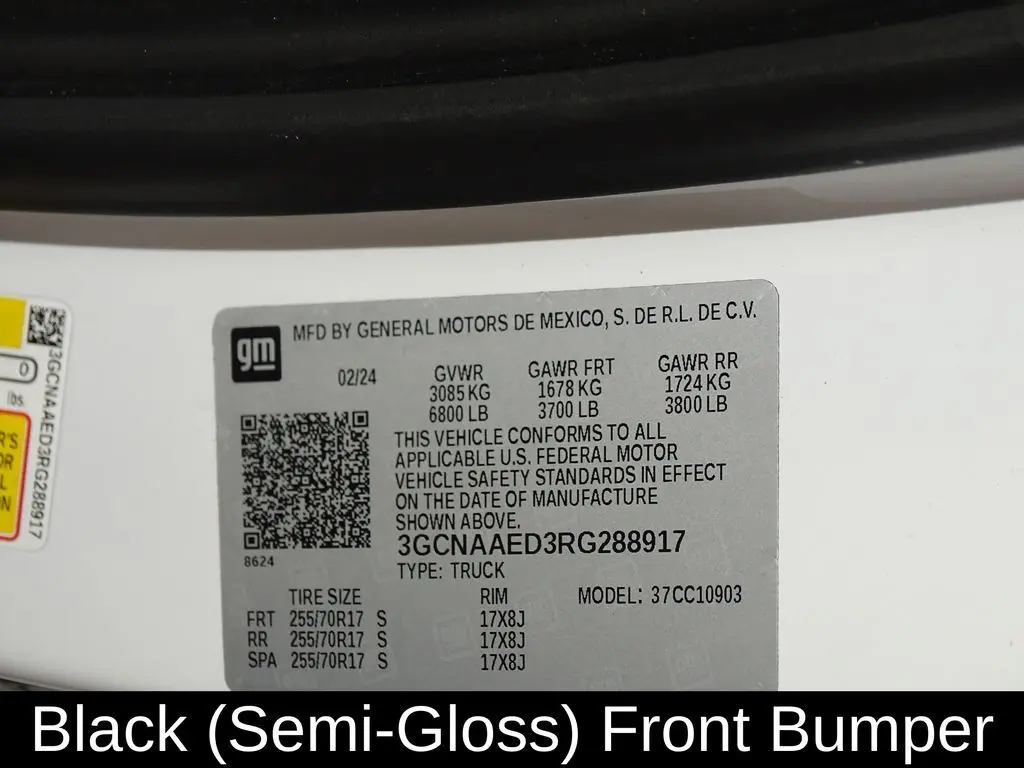 0
lbs.
R'S
OR
L
N
3GCNAAED3RG288917
gm
MFD BY GENERAL MOTORS DE MEXICO, S. DE R.L. DE C.V.
02/24
GVWR GAWR FRT GAWR RR
3085 KG 1678 KG 1724 KG
6800 LB 3700 LB 3800 LB
THIS VEHICLE CONFORMS TO ALL
APPLICABLE U.S. FEDERAL MOTOR
VEHICLE SAFETY STANDARDS IN EFFECT
ON THE DATE OF MANUFACTURE
SHOWN ABOVE.
3GCNAAED3RG288917
8624
TYPE: TRUCK
TIRE SIZE RIM MODEL: 37CC10903
FRT 255/70R17 S 17X8J
RR 255/70R17 S 17X8J
SPA 255/70R17 S 17X8J
Black (Semi-Gloss) Front Bumper